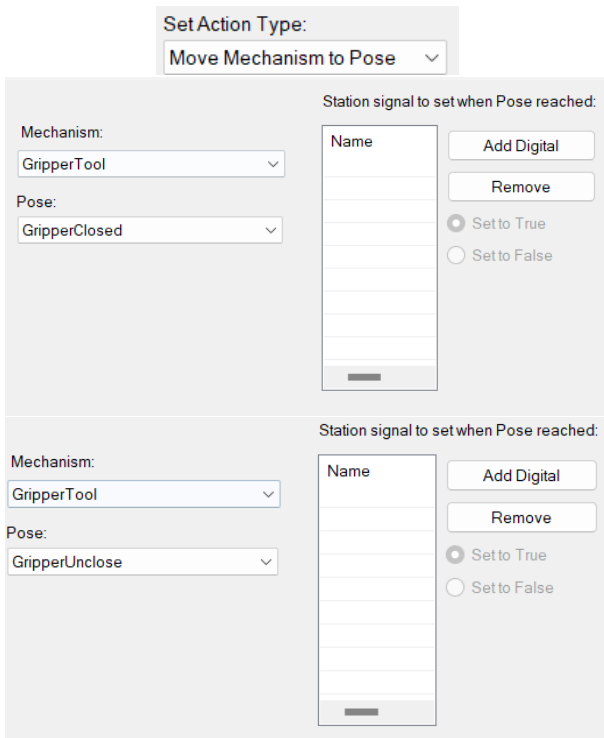 Set Action Type:
Move Mechanism to Pose
Station signal to set when Pose reached:
Mechanism:
GripperTool
Pose:
GripperClosed
Name
Add Digital
Remove
Set to True
Set to False
Station signal to set when Pose reached:
Mechanism:
GripperTool
Pose:
GripperUnclose
Name
Add Digital
Remove
Set to True
Set to False